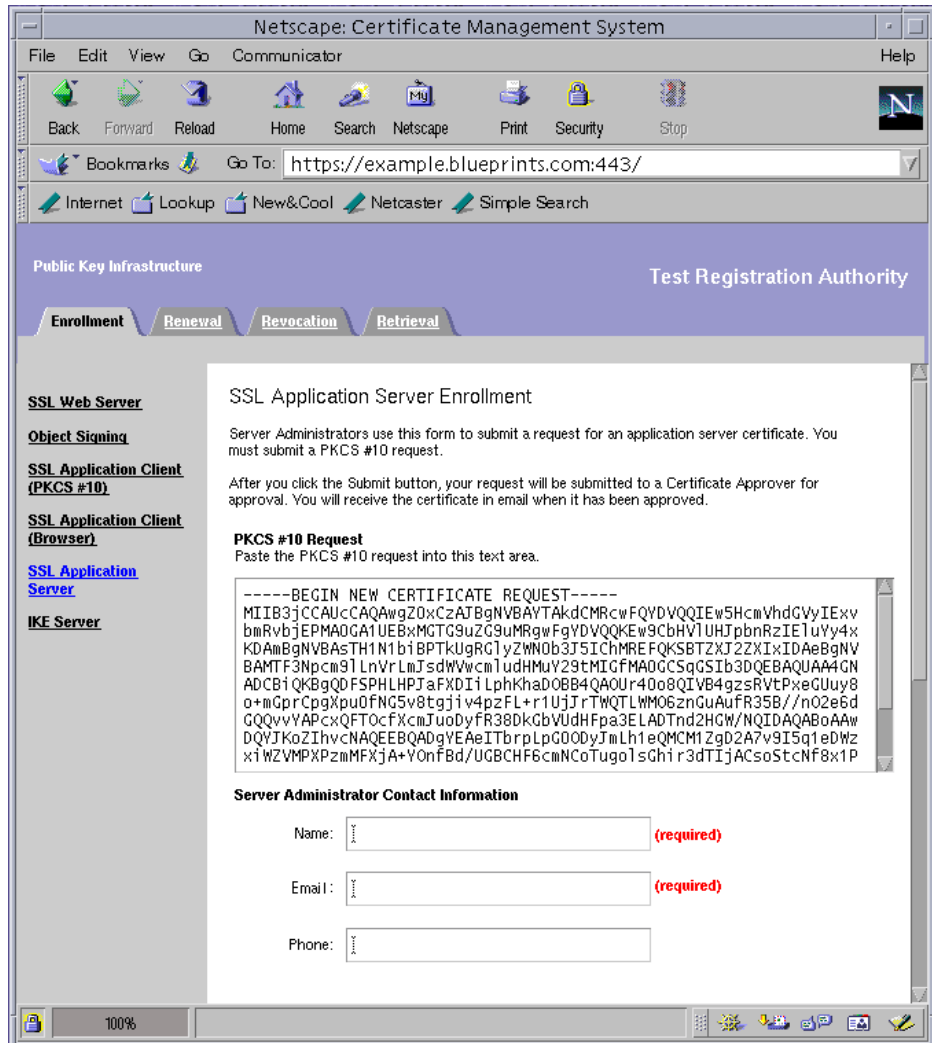 Netscape: Certificate Management System
File Edit View Go Communicator Help
My
N
Back Forward Reload Home Search Netscape Print Security Stop
Bookmarks Go To: https://example.blueprints.com:443/
Internet Lookup New&Cool Netcaster Simple Search
Public Key Infrastructure
Test Registration Authority
Enrollment Renewal Revocation Retrieval
SSL Web Server
Object Signing
SSL Application Client
(PKCS #10)
SSL Application Client
(Browser)
SSL Application
Server
IKE Server
SSL Application Server Enrollment
Server Administrators use this form to submit a request for an application server certificate. You
must submit a PKCS #10 request.
After you click the Submit button, your request will be submitted to a Certificate Approver for
approval. You will receive the certificate in email when it has been approved.
PKCS #10 Request
Paste the PKCS #10 request into this text area.
-----BEGIN NEW CERTIFICATE REQUEST-----
Server Administrator Contact Information
Name: (required)
Email: (required)
Phone:
100%